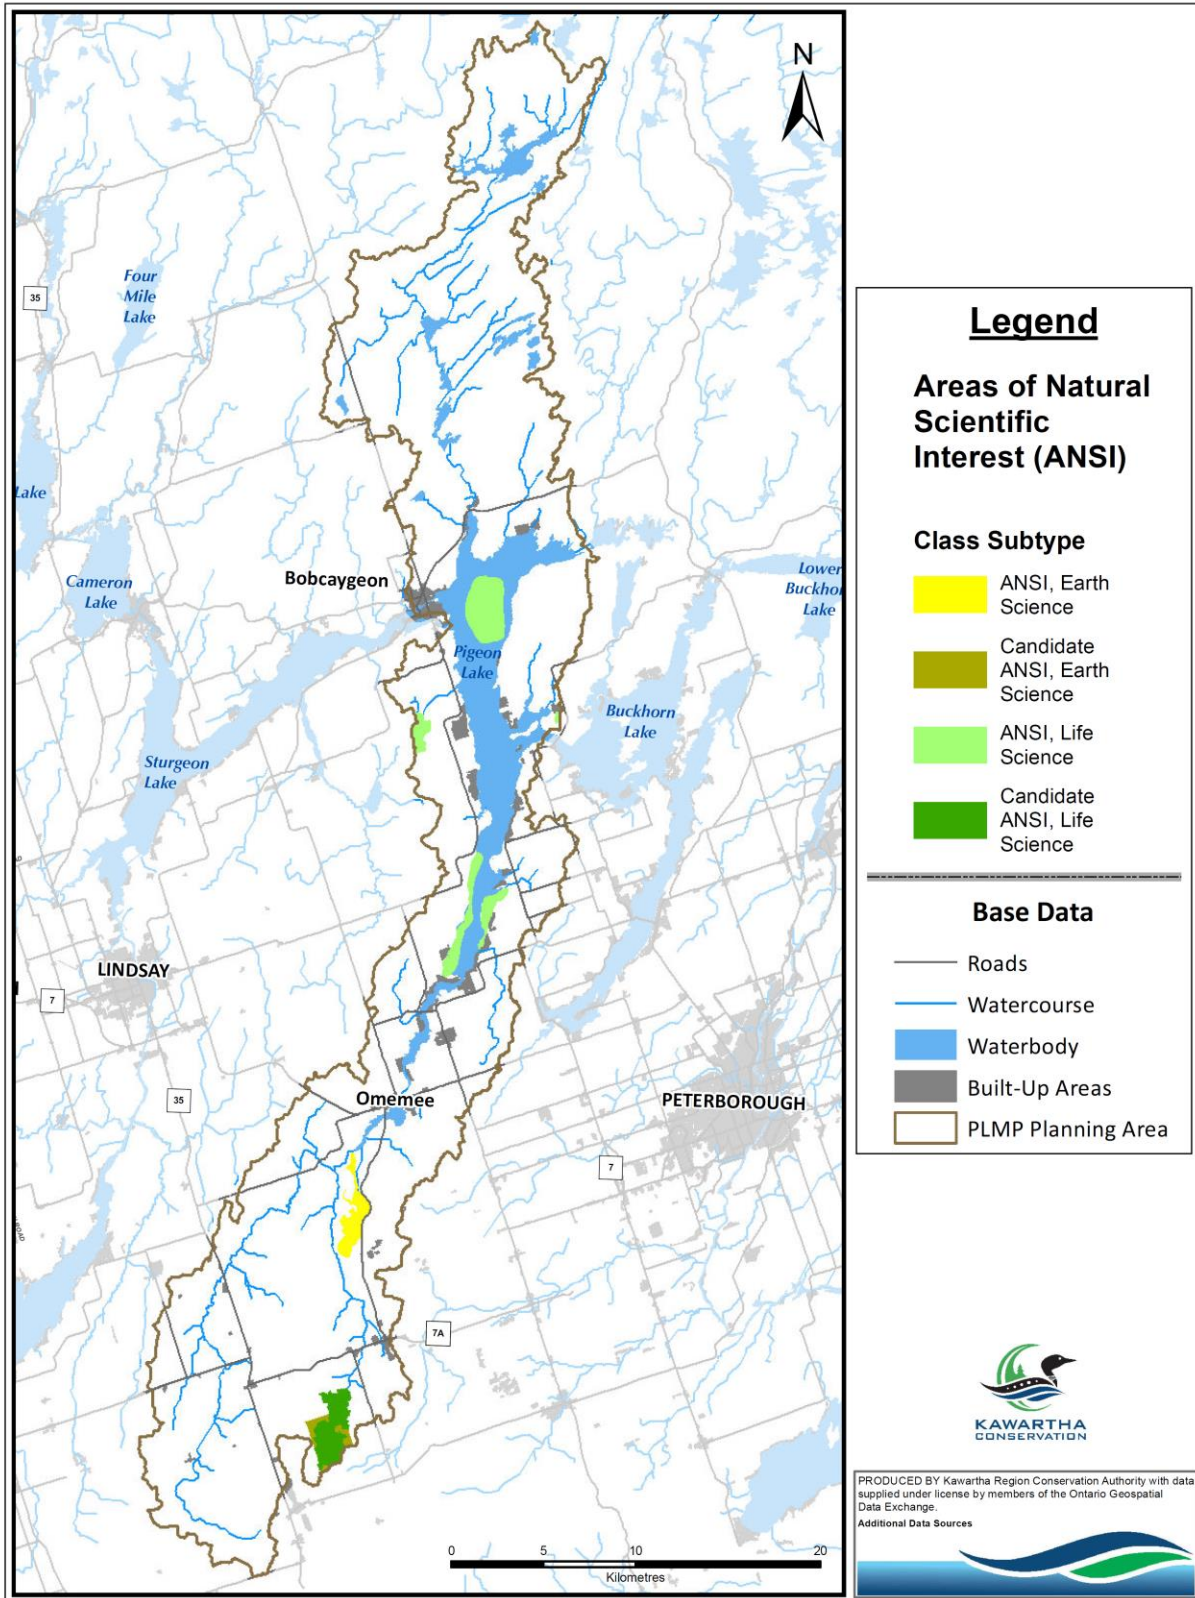 N
Four
Mile
Lake
35
Lake
Cameron
Lake
Bobcaygeon
Lower
Buckhor
Lake
Pigeon
Lake
Buckhorn
Lake
Sturgeon
Lake
LINDSAY
7
35
Omemee
PETERBOROUGH
7
7A
0 5 10 20
Kilometres
Legend
Areas of Natural
Scientific
Interest (ANSI)
Class Subtype
ANSI, Earth
Science
Candidate
ANSI, Earth
Science
ANSI, Life
Science
Candidate
ANSI, Life
Science
Base Data
Roads
Watercourse
Waterbody
Built-Up Areas
PLMP Planning Area
KAWARTHA
CONSERVATION
PRODUCED BY Kawartha Region Conservation Authority with data
supplied under license by members of the Ontario Geospatial
Data Exchange.
Additional Data Sources